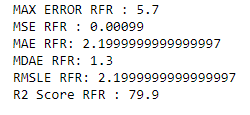 MAX ERROR RFR : 5.7
MSE RFR : 0.00099
MAE RFR: 2.1999999999999997
MDAE RFR: 1.3
RMSLE RFR: 2.1999999999999997
R2 Score RFR : 79.9